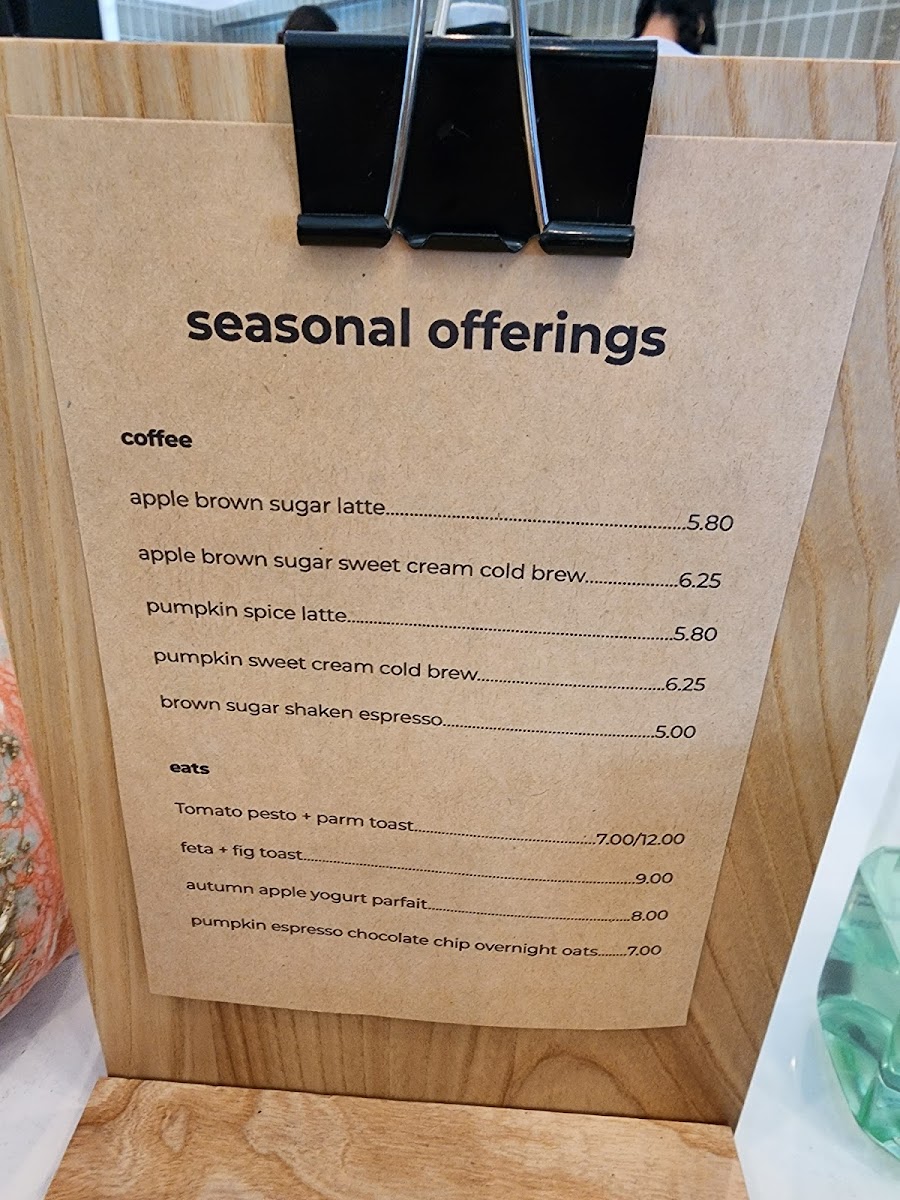 seasonal offerings
coffee
apple brown sugar latte..........5.80
apple brown sugar sweet cream cold brew..........6.25
pumpkin spice latte..........5.80
pumpkin sweet cream cold brew..........6.25
brown sugar shaken espresso..........5.00
eats
Tomato pesto + parm toast..........7.00/12.00
feta + fig toast..........9.00
autumn apple yogurt parfait..........8.00
pumpkin espresso chocolate chip overnight oats........7.00